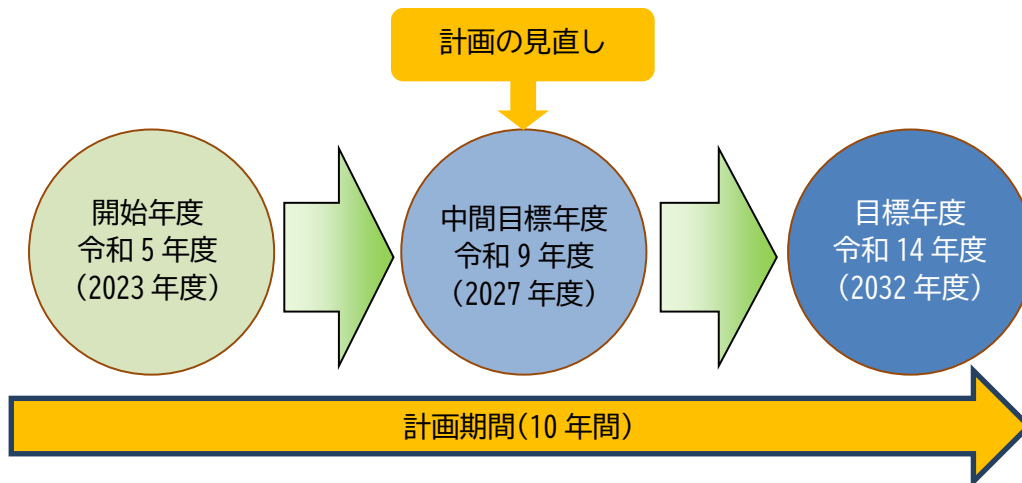 計画の見直し
開始年度
令和 5 年度
(2023 年度)
中間目標年度
令和 9 年度
(2027 年度)
目標年度
令和 14 年度
(2032 年度)
計画期間(10 年間)